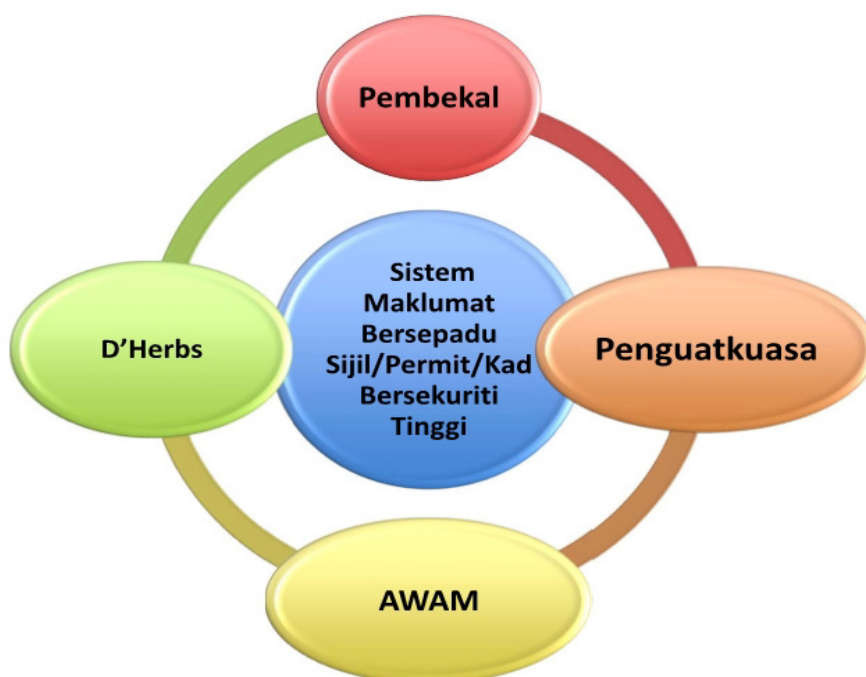 Pembekal
Sistem
Maklumat
Bersepadu
Sijil/Permit/Kad
Bersekuriti
Tinggi
D’Herbs
Penguatkuasa
AWAM